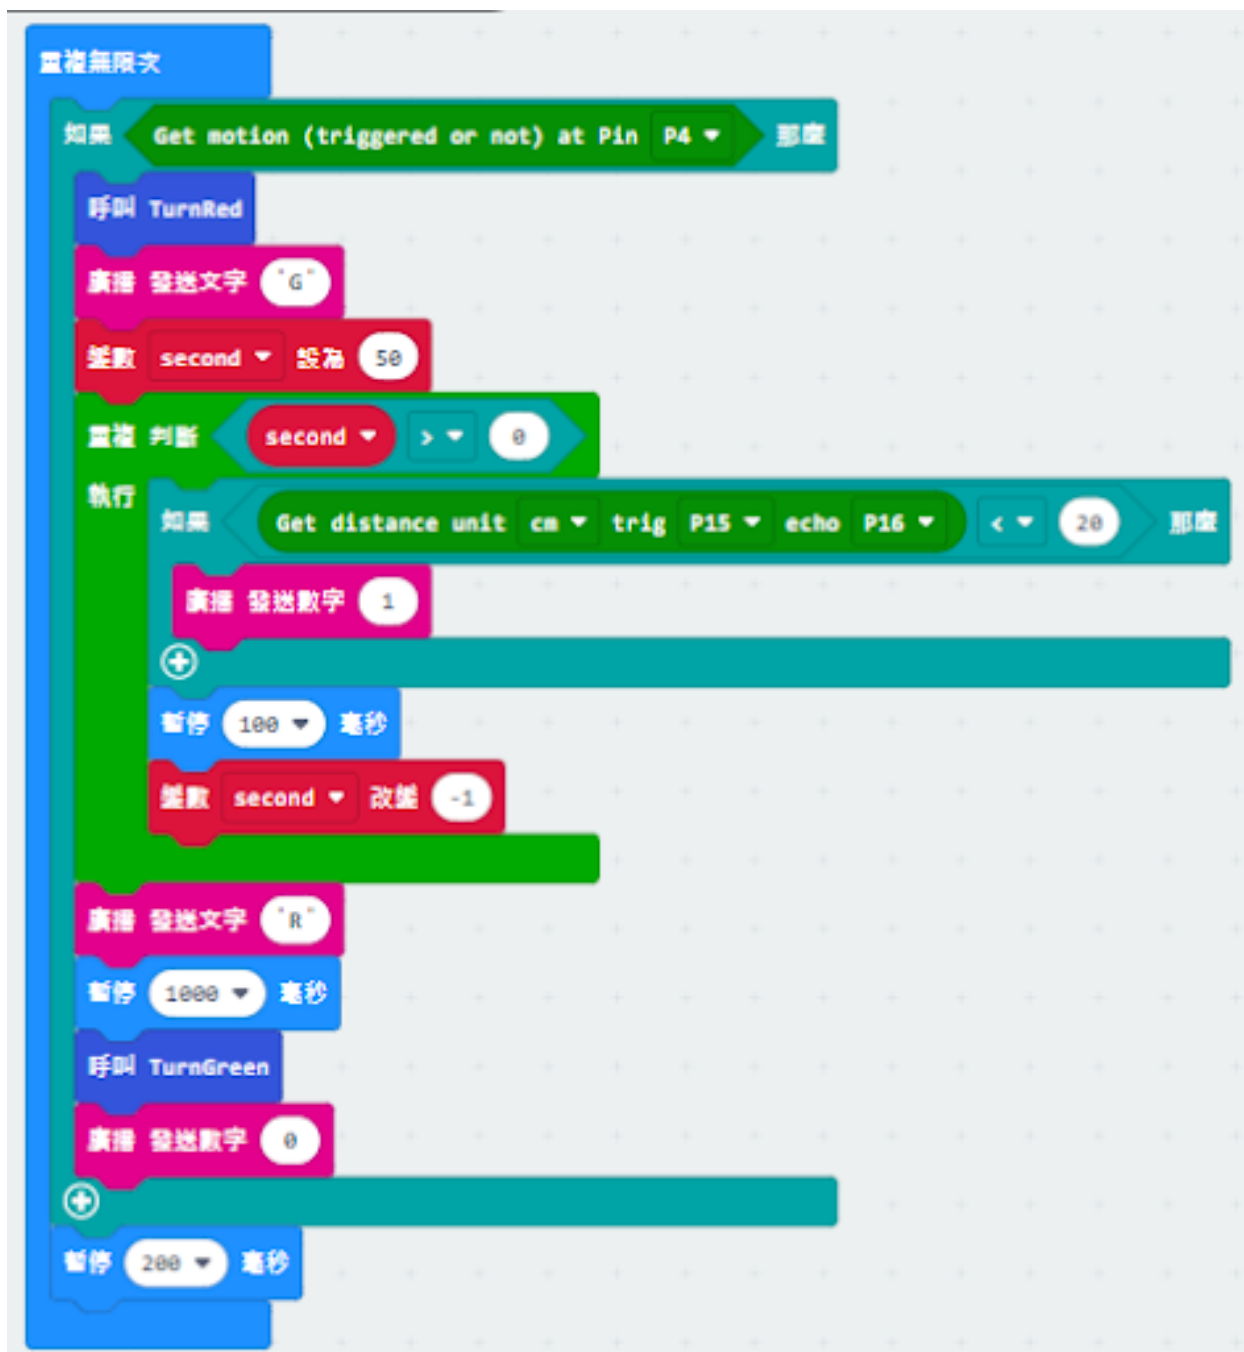 重複無限次
如果 Get motion (triggered or not) at Pin P4 那麼
呼叫 TurnRed
廣播 發送文字 "G"
變數 second 設為 50
重複 判斷 second > 0
執行
如果 Get distance unit cm trig P15 echo P16 < 20 那麼
廣播 發送數字 1
暫停 100 毫秒
變數 second 改變 -1
廣播 發送文字 "R"
暫停 1000 毫秒
呼叫 TurnGreen
廣播 發送數字 0
暫停 200 毫秒